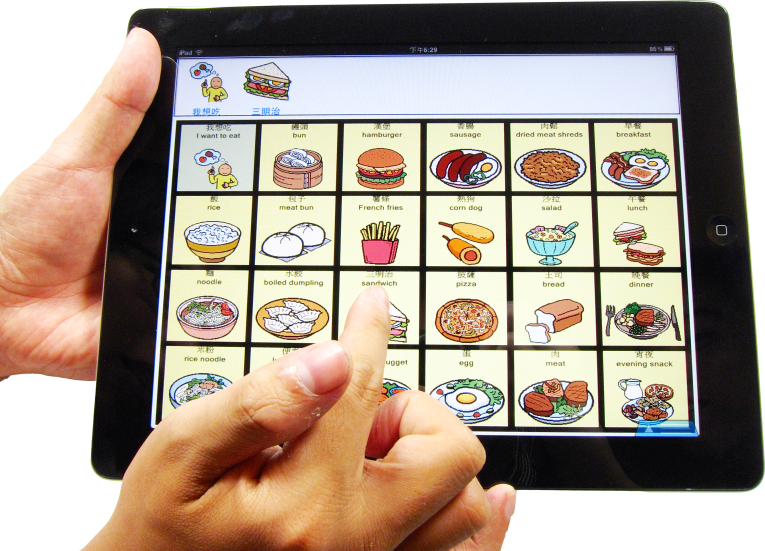 iPad 下午6:29 86%
我想吃 三明治
我想吃 饅頭 漢堡 香腸 肉鬆 早餐
I want to eat bun hamburger sausage dried meat shreds breakfast
飯 包子 薯條 熱狗 沙拉 午餐
rice meat bun French fries corn dog salad lunch
麵 水餃 三明治 披薩 土司 晚餐
noodle boiled dumpling sandwich pizza bread dinner
米粉 蛋 肉 宵夜
rice noodle egg meat evening snack